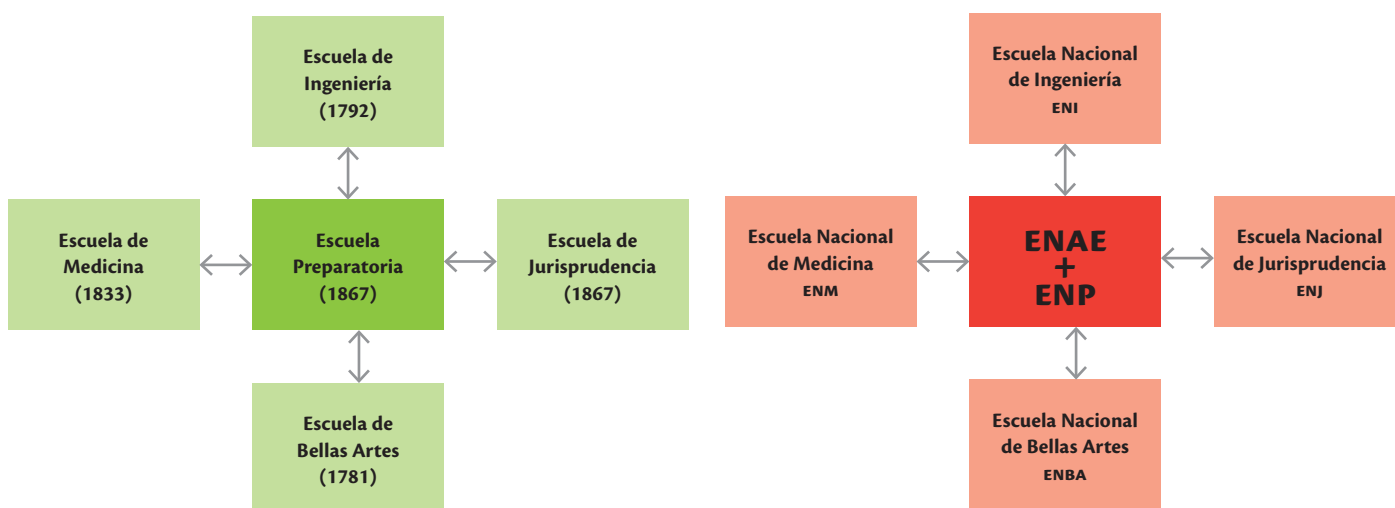 Escuela de
Ingeniería
(1792)
Escuela de
Medicina
(1833)
Escuela
Preparatoria
(1867)
Escuela de
Jurisprudencia
(1867)
Escuela de
Bellas Artes
(1781)
Escuela Nacional
de Ingeniería
ENI
Escuela Nacional
de Medicina
ENM
ENAE
+
ENP
Escuela Nacional
de Jurisprudencia
ENJ
Escuela Nacional
de Bellas Artes
ENBA